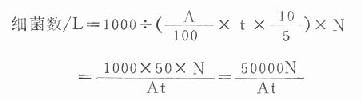 细菌数/L=1000÷(A/100 × t × 10/5)×N
=1000×50×N/At=50000N/At